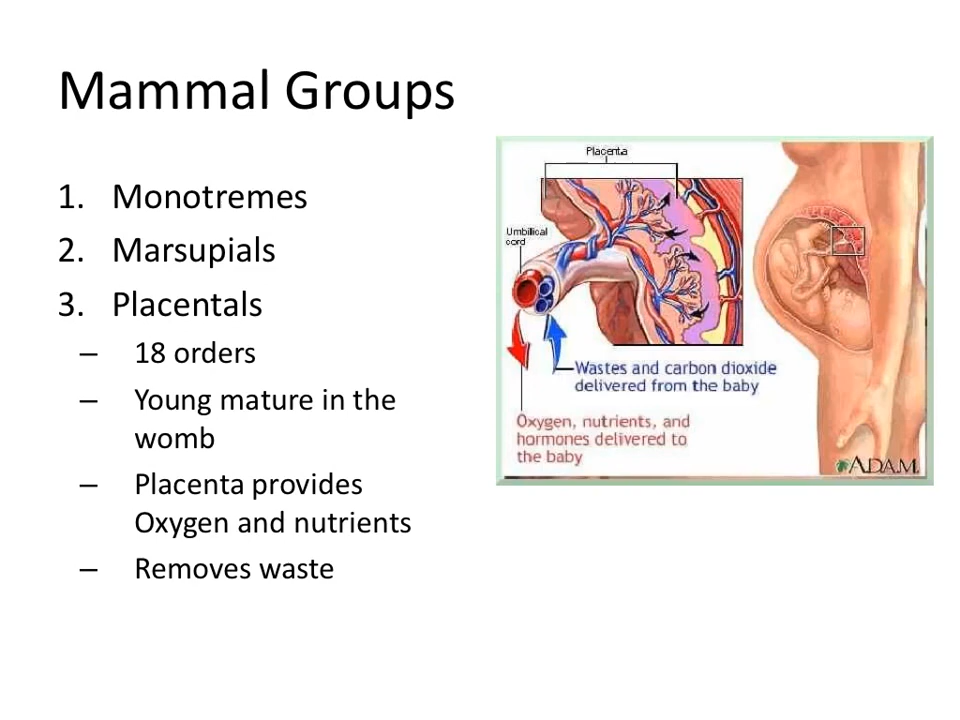 Mammal Groups
1. Monotremes
2. Marsupials
3. Placentals
– 18 orders
– Young mature in the
womb
– Placenta provides
Oxygen and nutrients
– Removes waste
Placenta
Umbilical
cord
Wastes and carbon dioxide
delivered from the baby
Oxygen, nutrients, and
hormones delivered to
the baby
A.D.A.M.